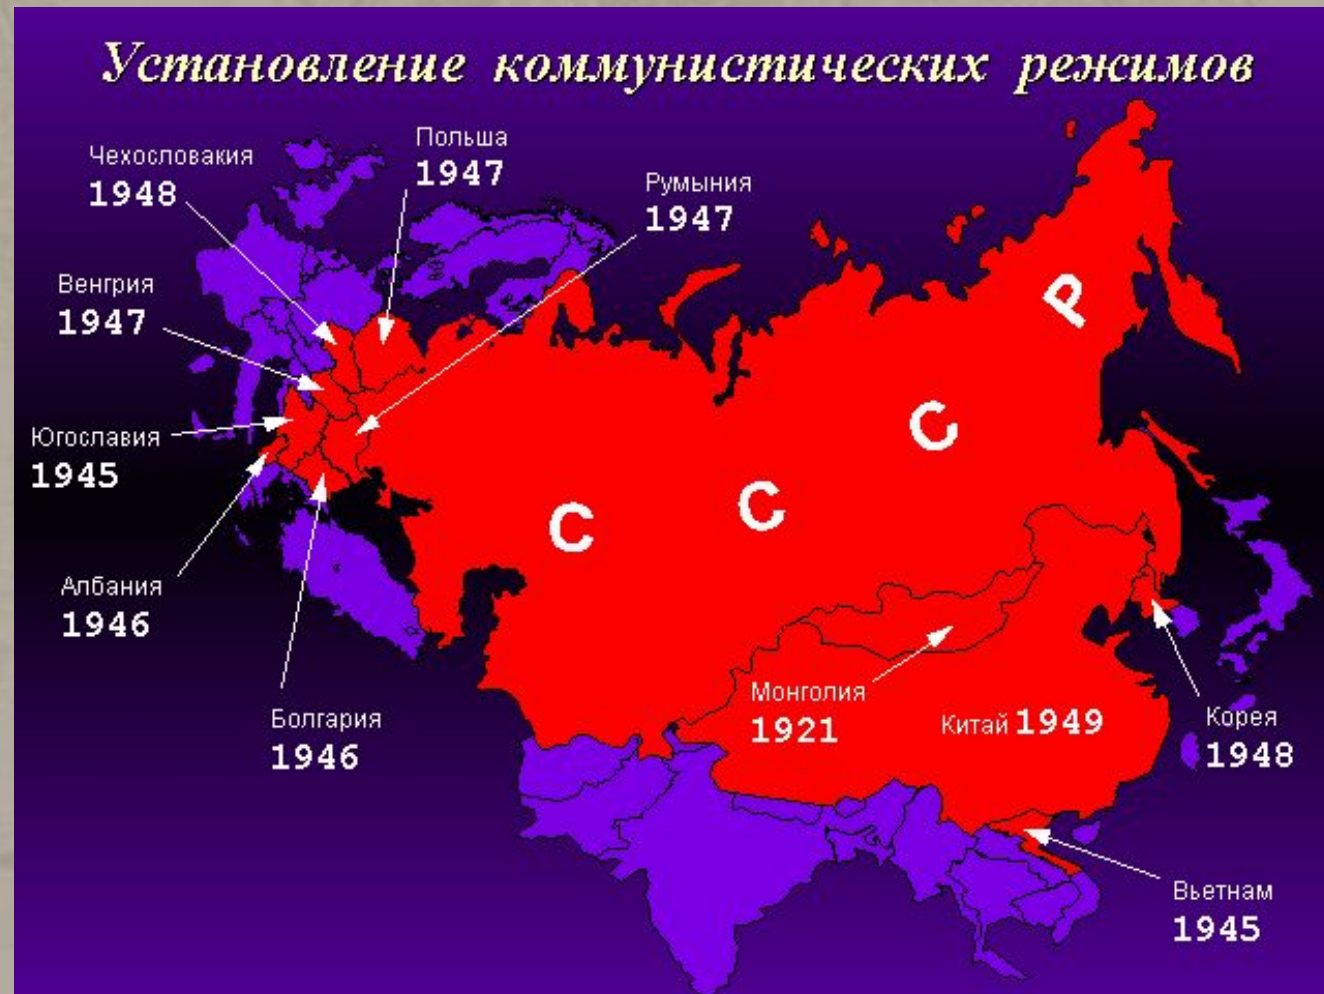 Установление коммунистических режимов
Чехословакия
1948
Польша
1947
Румыния
1947
Венгрия
1947
Югославия
1945
Албания
1946
Болгария
1946
С С С Р
Монголия
1921
Китай 1949
Корея
1948
Вьетнам
1945